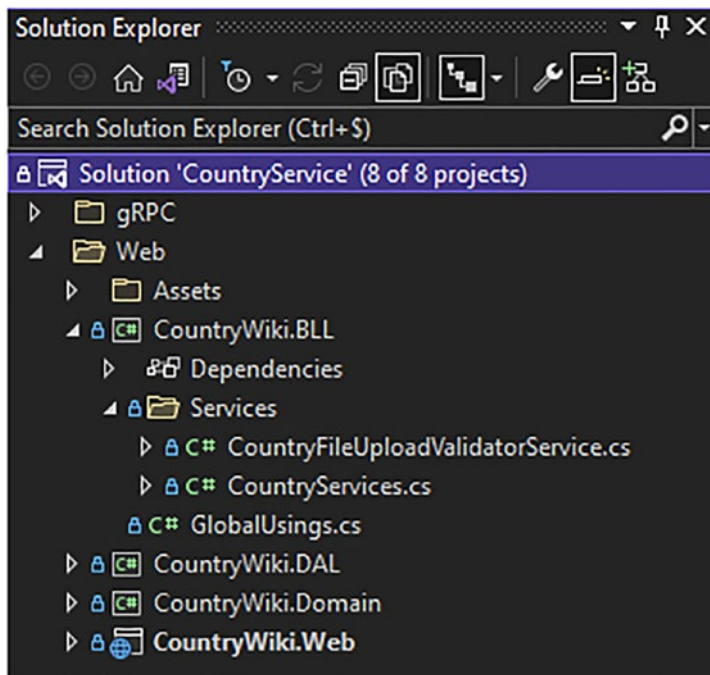 Solution Explorer
Search Solution Explorer (Ctrl+$)
Solution 'CountryService' (8 of 8 projects)
gRPC
Web
Assets
C# CountryWiki.BLL
Dependencies
Services
C# CountryFileUploadValidatorService.cs
C# CountryServices.cs
C# GlobalUsings.cs
C# CountryWiki.DAL
C# CountryWiki.Domain
CountryWiki.Web